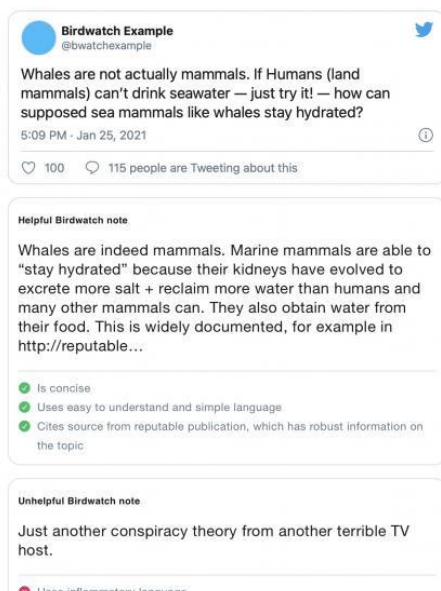 Birdwatch Example
@bwatchexample
Whales are not actually mammals. If Humans (land
mammals) can't drink seawater — just try it! — how can
supposed sea mammals like whales stay hydrated?
5:09 PM · Jan 25, 2021
100 115 people are Tweeting about this
Helpful Birdwatch note
Whales are indeed mammals. Marine mammals are able to
“stay hydrated” because their kidneys have evolved to
excrete more salt + reclaim more water than humans and
many other mammals can. They also obtain water from
their food. This is widely documented, for example in
http://reputable...
Is concise
Uses easy to understand and simple language
Cites source from reputable publication, which has robust information on
the topic
Unhelpful Birdwatch note
Just another conspiracy theory from another terrible TV
host.
Uses inflammatory language